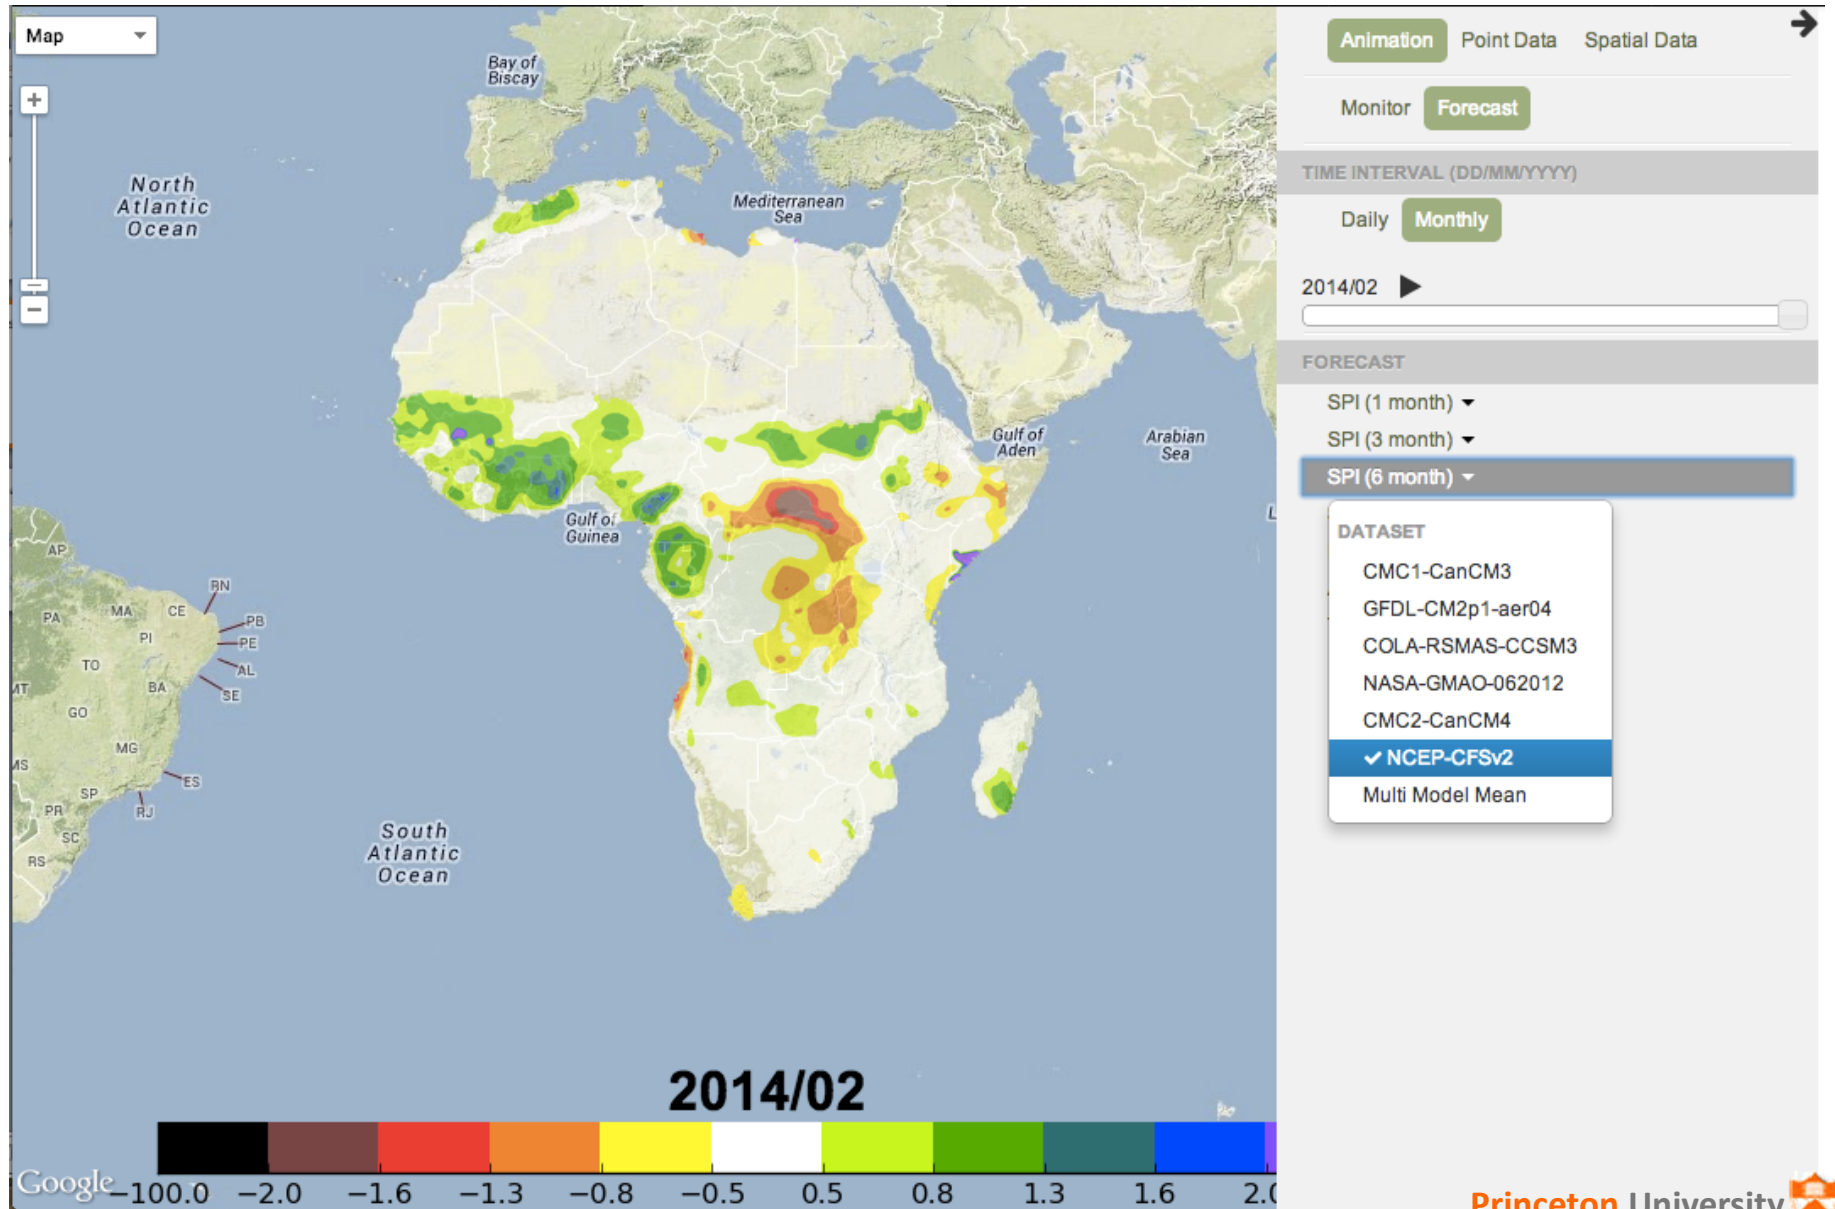 Map
Bay of
Biscay
North
Atlantic
Ocean
Mediterranean
Sea
Gulf of
Aden
Arabian
Sea
Gulf of
Guinea
L
AP
RN
PA
MA
CE
PB
PI
PE
TO
AL
MT
BA
SE
GO
MG
MS
ES
SP
PR
RJ
SC
RS
South
Atlantic
Ocean
2014/02
Google
−100.0 −2.0 −1.6 −1.3 −0.8 −0.5 0.5 0.8 1.3 1.6 2.0
Animation Point Data Spatial Data
Monitor Forecast
TIME INTERVAL (DD/MM/YYYY)
Daily Monthly
2014/02
FORECAST
SPI (1 month)
SPI (3 month)
SPI (6 month)
DATASET
CMC1-CanCM3
GFDL-CM2p1-aer04
COLA-RSMAS-CCSM3
NASA-GMAO-062012
CMC2-CanCM4
NCEP-CFSv2
Multi Model Mean
Princeton University